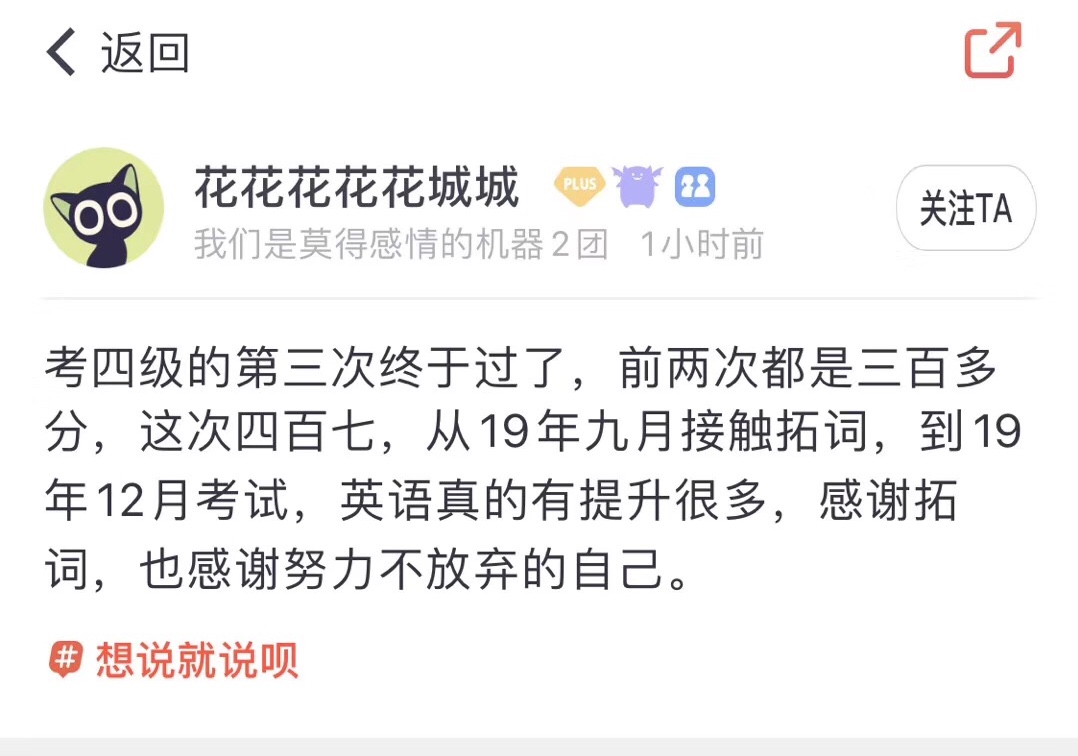 返回
花花花花花城城 PLUS
我们是莫得感情的机器2团 1小时前
关注TA
考四级的第三次终于过了，前两次都是三百多
分，这次四百七，从19年九月接触拓词，到19
年12月考试，英语真的有提升很多，感谢拓
词，也感谢努力不放弃的自己。
# 想说就说呗